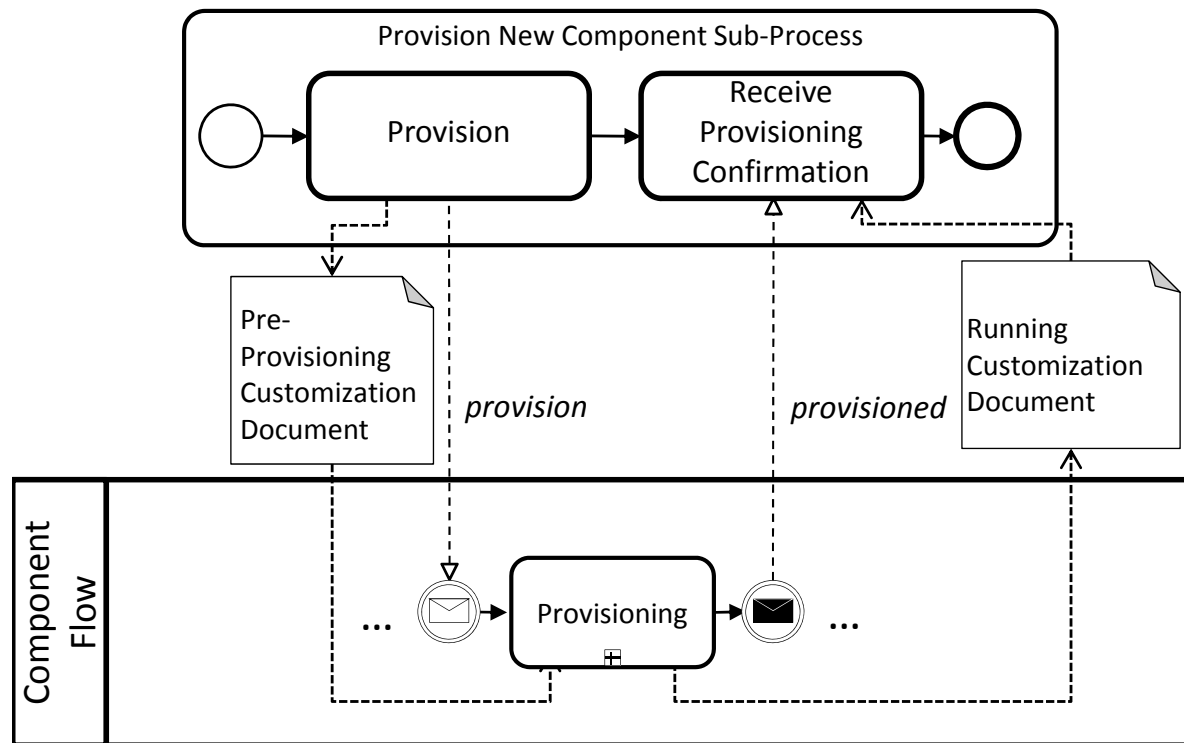 Provision New Component Sub-Process
Provision
Receive
Provisioning
Confirmation
Pre-
Provisioning
Customization
Document
provision
provisioned
Running
Customization
Document
Component
Flow
...
Provisioning
...